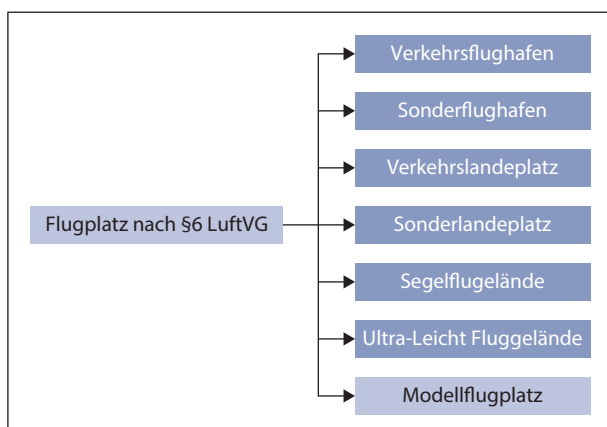 Verkehrsflughafen
Sonderflughafen
Verkehrslandeplatz
Flugplatz nach §6 LuftVG
Sonderlandeplatz
Segelflugelände
Ultra-Leicht Fluggelände
Modellflugplatz